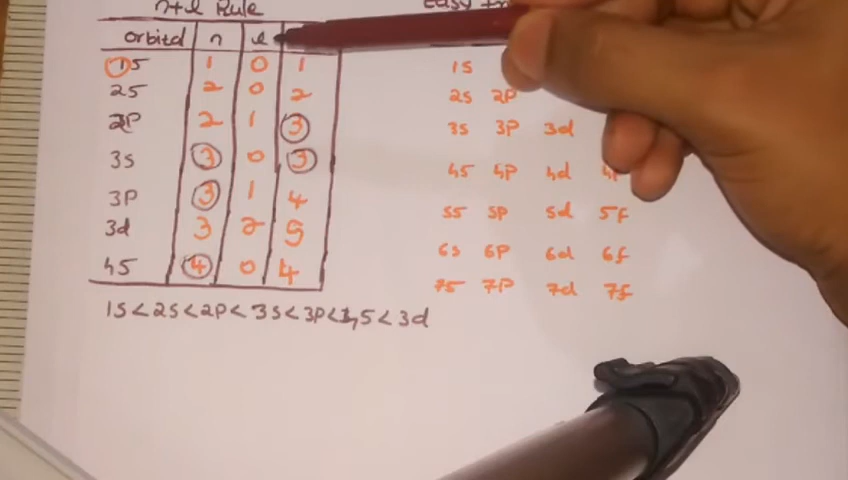 n+l Rule
orbital n l
1s 1 0 1
2s 2 0 2
2P 2 1 3
3s 3 0 3
3P 3 1 4
3d 3 2 5
4s 4 0 4
1s<2s<2p<3s<3p<4s<3d
Easy
1s
2s 2P
3s 3P 3d
4s 4p 4d
5s 5p 5d 5f
6s 6P 6d 6f
7s 7P 7d 7f